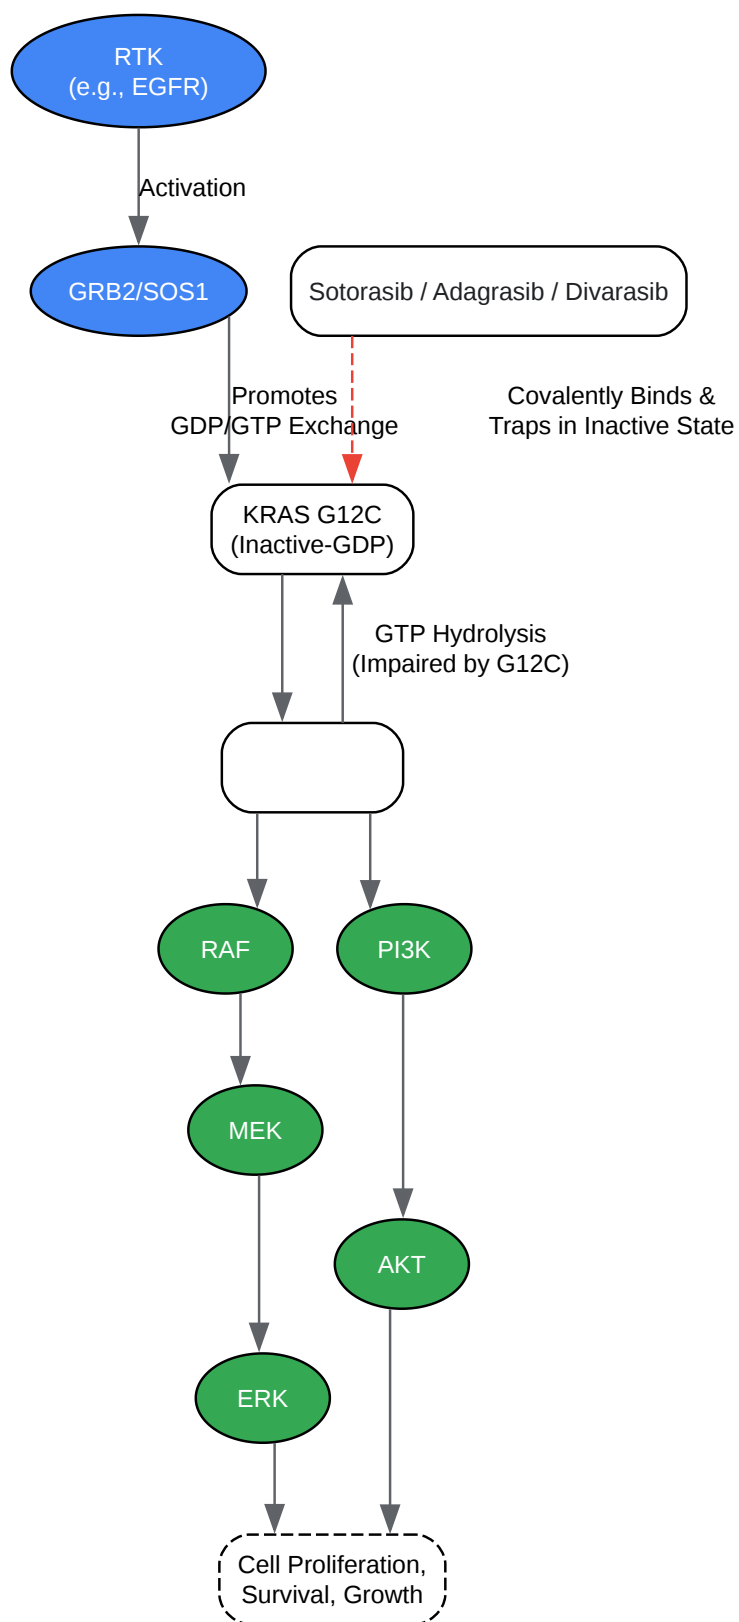 RTK
(e.g., EGFR)
Activation
GRB2/SOS1
Sotorasib / Adagrasib / Divarasib
Promotes
GDP/GTP Exchange
Covalently Binds &
Traps in Inactive State
KRAS G12C
(Inactive-GDP)
GTP Hydrolysis
(Impaired by G12C)
RAF
PI3K
MEK
AKT
ERK
Cell Proliferation,
Survival, Growth